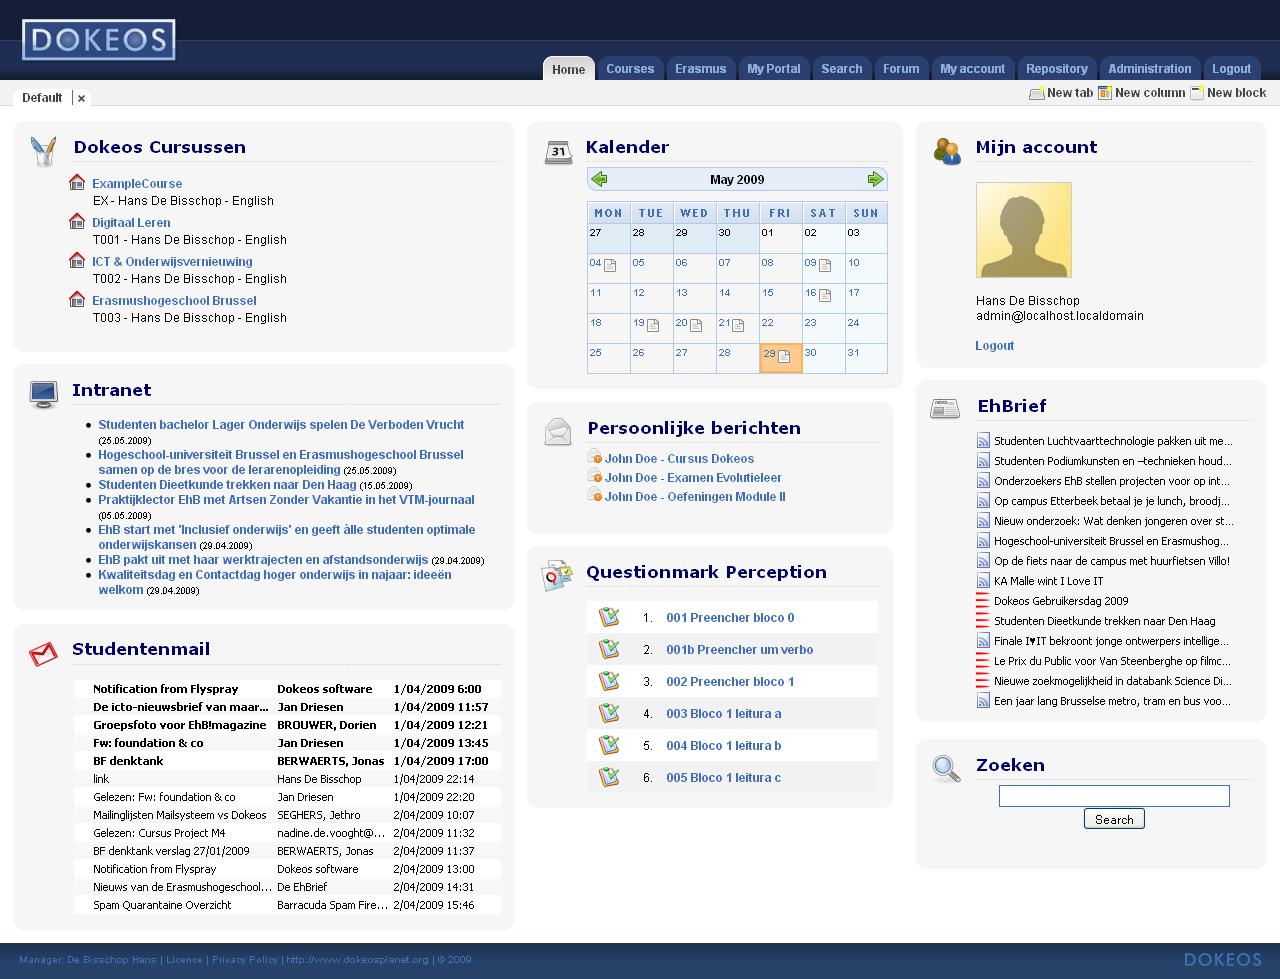 DOKEOS
Home Courses Erasmus My Portal Search Forum My account Repository Administration Logout
Default × New tab New column New block
Dokeos Cursussen
ExampleCourse
EX - Hans De Bisschop - English
Digitaal Leren
T001 - Hans De Bisschop - English
ICT & Onderwijsvernieuwing
T002 - Hans De Bisschop - English
Erasmushogeschool Brussel
T003 - Hans De Bisschop - English
Intranet
Studenten bachelor Lager Onderwijs spelen De Verboden Vrucht
(25.05.2009)
Hogeschool-universiteit Brussel en Erasmushogeschool Brussel
samen op de bres voor de lerarenopleiding (25.05.2009)
Studenten Dieetkunde trekken naar Den Haag (15.05.2009)
Praktijklector EhB met Artsen Zonder Vakantie in het VTM-journaal
(05.05.2009)
EhB start met 'Inclusief onderwijs' en geeft àlle studenten optimale
onderwijskansen (29.04.2009)
EhB pakt uit met haar werktrajecten en afstandsonderwijs (29.04.2009)
Kwaliteitsdag en Contactdag hoger onderwijs in najaar: ideeën
welkom (29.04.2009)
Studentenmail
Notification from Flyspray Dokeos software 1/04/2009 6:00
De icto-nieuwsbrief van maar... Jan Driesen 1/04/2009 11:57
Groepsfoto voor EhB!magazine BROUWER, Dorien 1/04/2009 12:21
Fw: foundation & co Jan Driesen 1/04/2009 13:45
BF denktank BERWAERTS, Jonas 1/04/2009 17:00
link Hans De Bisschop 1/04/2009 22:14
Gelezen: Fw: foundation & co Jan Driesen 1/04/2009 22:20
Mailinglijsten Mailsysteem vs Dokeos SEGHERS, Jethro 2/04/2009 10:07
Gelezen: Cursus Project M4 nadine.de.vooght@... 2/04/2009 11:32
BF denktank verslag 27/01/2009 BERWAERTS, Jonas 2/04/2009 11:37
Notification from Flyspray Dokeos software 2/04/2009 13:00
Nieuws van de Erasmushogeschool... De EhBrief 2/04/2009 14:31
Spam Quarantaine Overzicht Barracuda Spam Fire... 2/04/2009 15:46
31 Kalender
May 2009
MON TUE WED THU FRI SAT SUN
27 28 29 30 01 02 03
04 05 06 07 08 09 10
11 12 13 14 15 16 17
18 19 20 21 22 23 24
25 26 27 28 29 30 31
Persoonlijke berichten
John Doe - Cursus Dokeos
John Doe - Examen Evolutieleer
John Doe - Oefeningen Module II
Questionmark Perception
1. 001 Preencher bloco 0
2. 001b Preencher um verbo
3. 002 Preencher bloco 1
4. 003 Bloco 1 leitura a
5. 004 Bloco 1 leitura b
6. 005 Bloco 1 leitura c
Mijn account
Hans De Bisschop
admin@localhost.localdomain
Logout
EhBrief
Studenten Luchtvaarttechnologie pakken uit me...
Studenten Podiumkunsten en –technieken houd...
Onderzoekers EhB stellen projecten voor op int...
Op campus Etterbeek betaal je je lunch, broodj...
Nieuw onderzoek: Wat denken jongeren over st...
Hogeschool-universiteit Brussel en Erasmushog...
Op de fiets naar de campus met huurfietsen Villo!
KA Malle wint I Love IT
Dokeos Gebruikersdag 2009
Studenten Dieetkunde trekken naar Den Haag
Finale I♥IT bekroont jonge ontwerpers intellige...
Le Prix du Public voor Van Steenberghe op filmc...
Nieuwe zoekmogelijkheid in databank Science Di...
Een jaar lang Brusselse metro, tram en bus voo...
Zoeken
Search
Manager: De Bisschop Hans | Licence | Privacy Policy | http://www.dokeosplanet.org | © 2009
DOKEOS